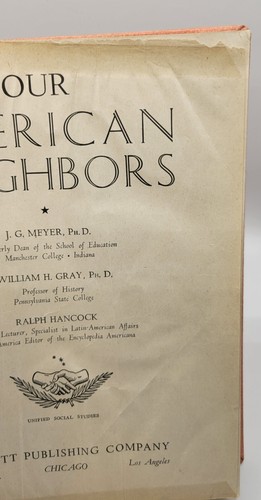 OUR
ERICAN
GHBORS
J. G. MEYER, PH.D.
erly Dean of the School of Education
Manchester College • Indiana
WILLIAM H. GRAY, PH. D,
Professor of History
Pennsylvania State College
RALPH HANCOCK
Lecturer, Specialist in Latin-American Affairs
merica Editor of the Encyclopedia Americana
UNIFIED SOCIAL STUDIES
TT PUBLISHING COMPANY
CHICAGO Los Angeles